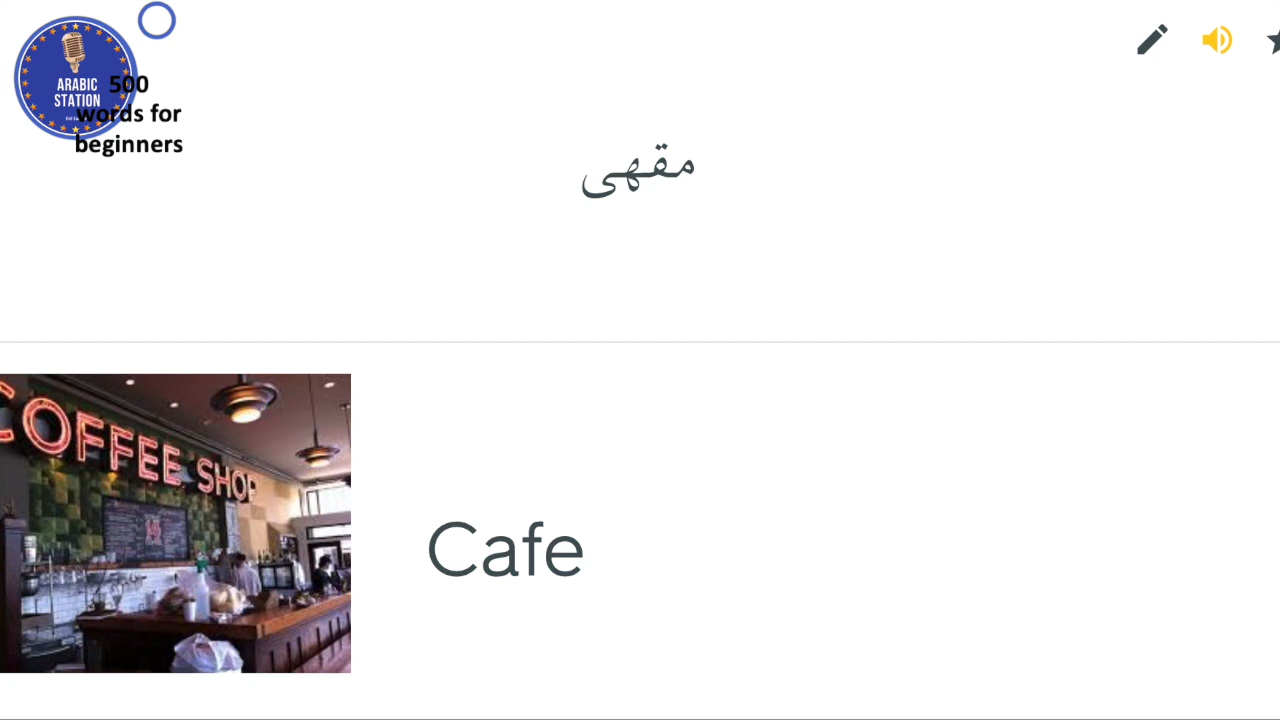 ARABIC
STATION
500
words for
beginners
مقهى
COFFEE SHOP
Cafe